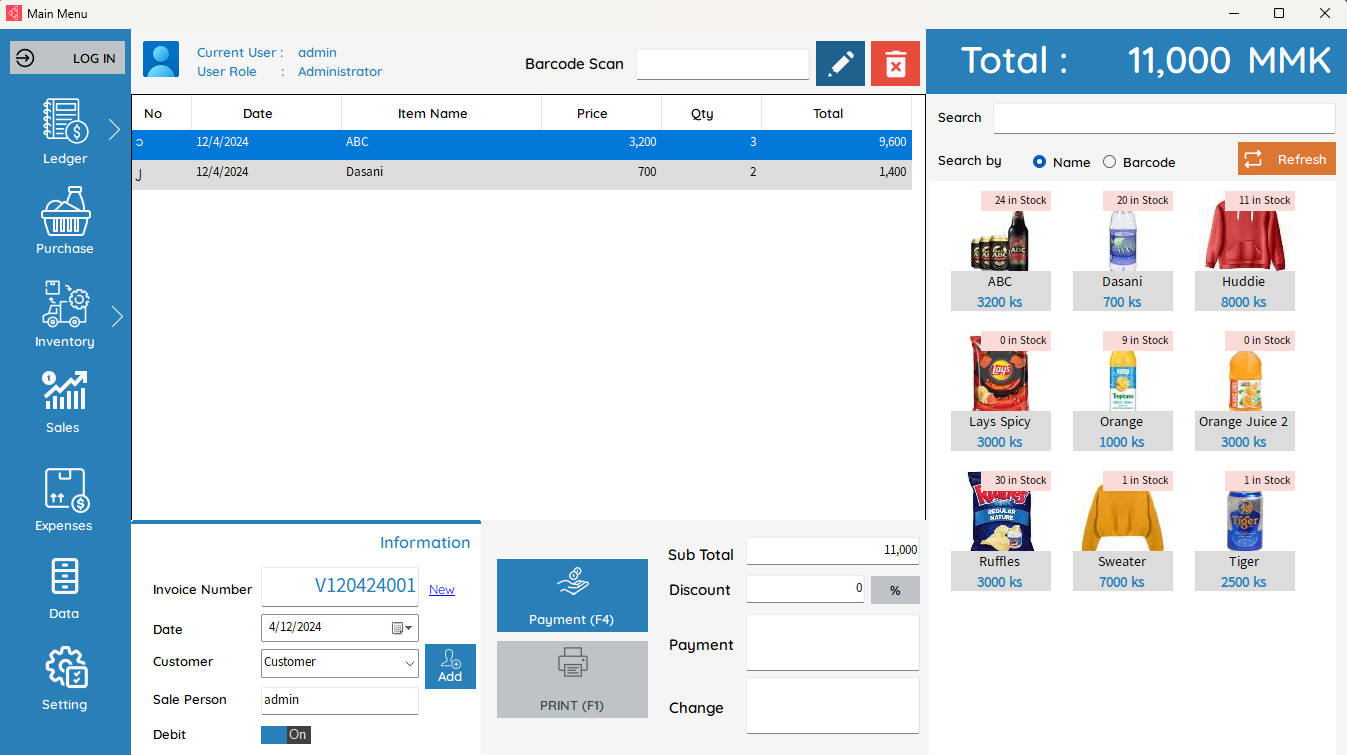 Main Menu
LOG IN
Current User : admin
User Role : Administrator
Barcode Scan
Total : 11,000 MMK
Ledger
Purchase
Inventory
Sales
Expenses
Data
Setting
No Date Item Name Price Qty Total
၁ 12/4/2024 ABC 3,200 3 9,600
၂ 12/4/2024 Dasani 700 2 1,400
Search
Search by Name Barcode Refresh
24 in Stock
ABC
3200 ks
20 in Stock
Dasani
700 ks
11 in Stock
Huddie
8000 ks
0 in Stock
Lay's
Lays Spicy
3000 ks
9 in Stock
Tropicana
Orange
1000 ks
0 in Stock
Orange Juice 2
3000 ks
30 in Stock
Ruffles
REGULAR
NATURE
Ruffles
3000 ks
1 in Stock
Sweater
7000 ks
1 in Stock
Tiger
Tiger
2500 ks
Information
Invoice Number V120424001 New
Date 4/12/2024
Customer Customer
Add
Sale Person admin
Debit On
Payment (F4)
PRINT (F1)
Sub Total 11,000
Discount 0 %
Payment
Change